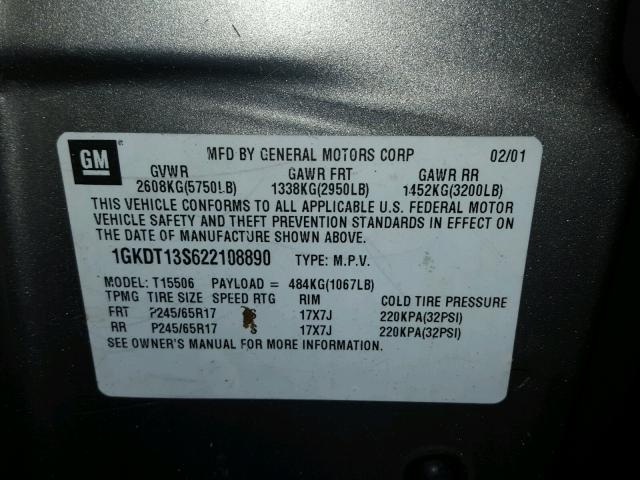 GM
MFD BY GENERAL MOTORS CORP 02/01
GVWR GAWR FRT GAWR RR
2608KG(5750LB) 1338KG(2950LB) 1452KG(3200LB)
THIS VEHICLE CONFORMS TO ALL APPLICABLE U.S. FEDERAL MOTOR
VEHICLE SAFETY AND THEFT PREVENTION STANDARDS IN EFFECT ON
THE DATE OF MANUFACTURE SHOWN ABOVE.
1GKDT13S622108890 TYPE: M.P.V.
MODEL: T15506 PAYLOAD = 484KG(1067LB)
TPMG TIRE SIZE SPEED RTG RIM COLD TIRE PRESSURE
FRT P245/65R17 S 17X7J 220KPA(32PSI)
RR P245/65R17 S 17X7J 220KPA(32PSI)
SEE OWNER'S MANUAL FOR MORE INFORMATION.